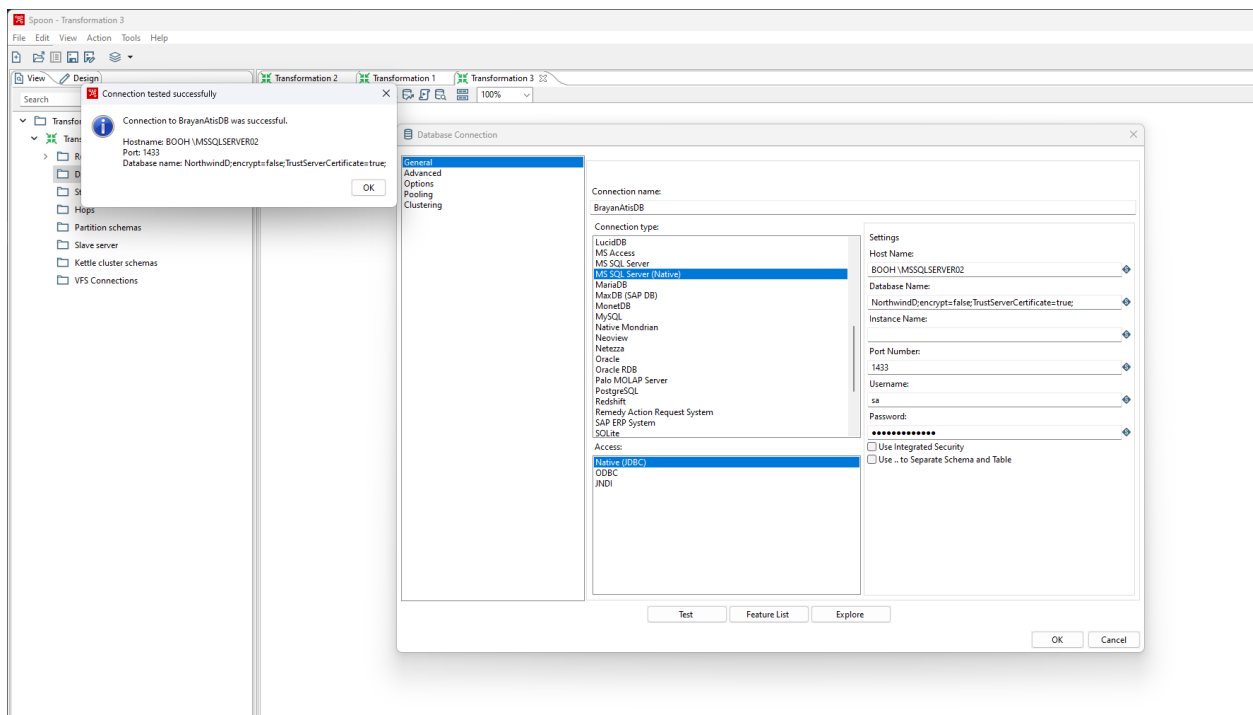 Spoon - Transformation 3
File Edit View Action Tools Help
View Design
Search
Transfor
Trans
R
D
St
Hops
Partition schemas
Slave server
Kettle cluster schemas
VFS Connections
Transformation 2 Transformation 1 Transformation 3
100%
Connection tested successfully
Connection to BrayanAtisDB was successful.
Hostname: BOOH \MSSQLSERVER02
Port: 1433
Database name: NorthwindD;encrypt=false;TrustServerCertificate=true;
OK
Database Connection
General
Advanced
Options
Pooling
Clustering
Connection name:
BrayanAtisDB
Connection type:
LucidDB
MS Access
MS SQL Server
MS SQL Server (Native)
MariaDB
MaxDB (SAP DB)
MonetDB
MySQL
Native Mondrian
Neoview
Netezza
Oracle
Oracle RDB
Palo MOLAP Server
PostgreSQL
Redshift
Remedy Action Request System
SAP ERP System
SQLite
Access:
Native (JDBC)
ODBC
JNDI
Settings
Host Name:
BOOH \MSSQLSERVER02
Database Name:
NorthwindD;encrypt=false;TrustServerCertificate=true;
Instance Name:
Port Number:
1433
Username:
sa
Password:
•••••••••••••
Use Integrated Security
Use .. to Separate Schema and Table
Test Feature List Explore
OK Cancel